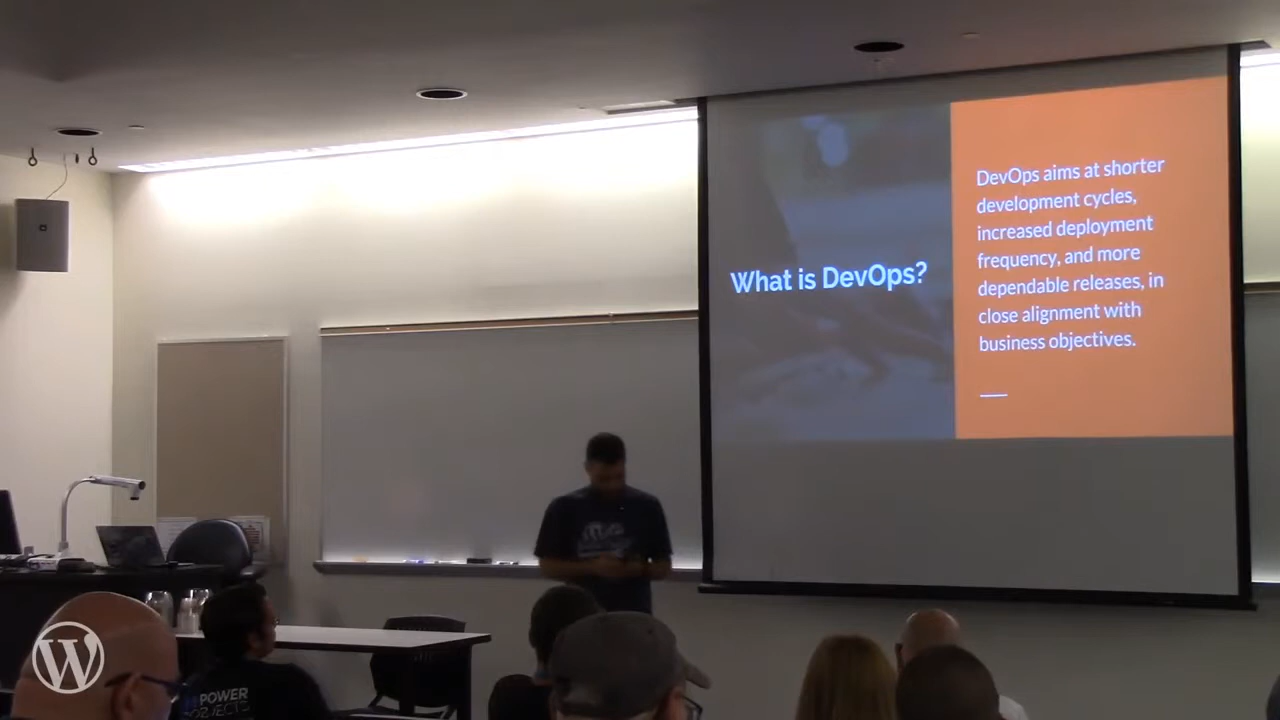 What is DevOps?
DevOps aims at shorter
development cycles,
increased deployment
frequency, and more
dependable releases, in
close alignment with
business objectives.
POWER
OBJECTS